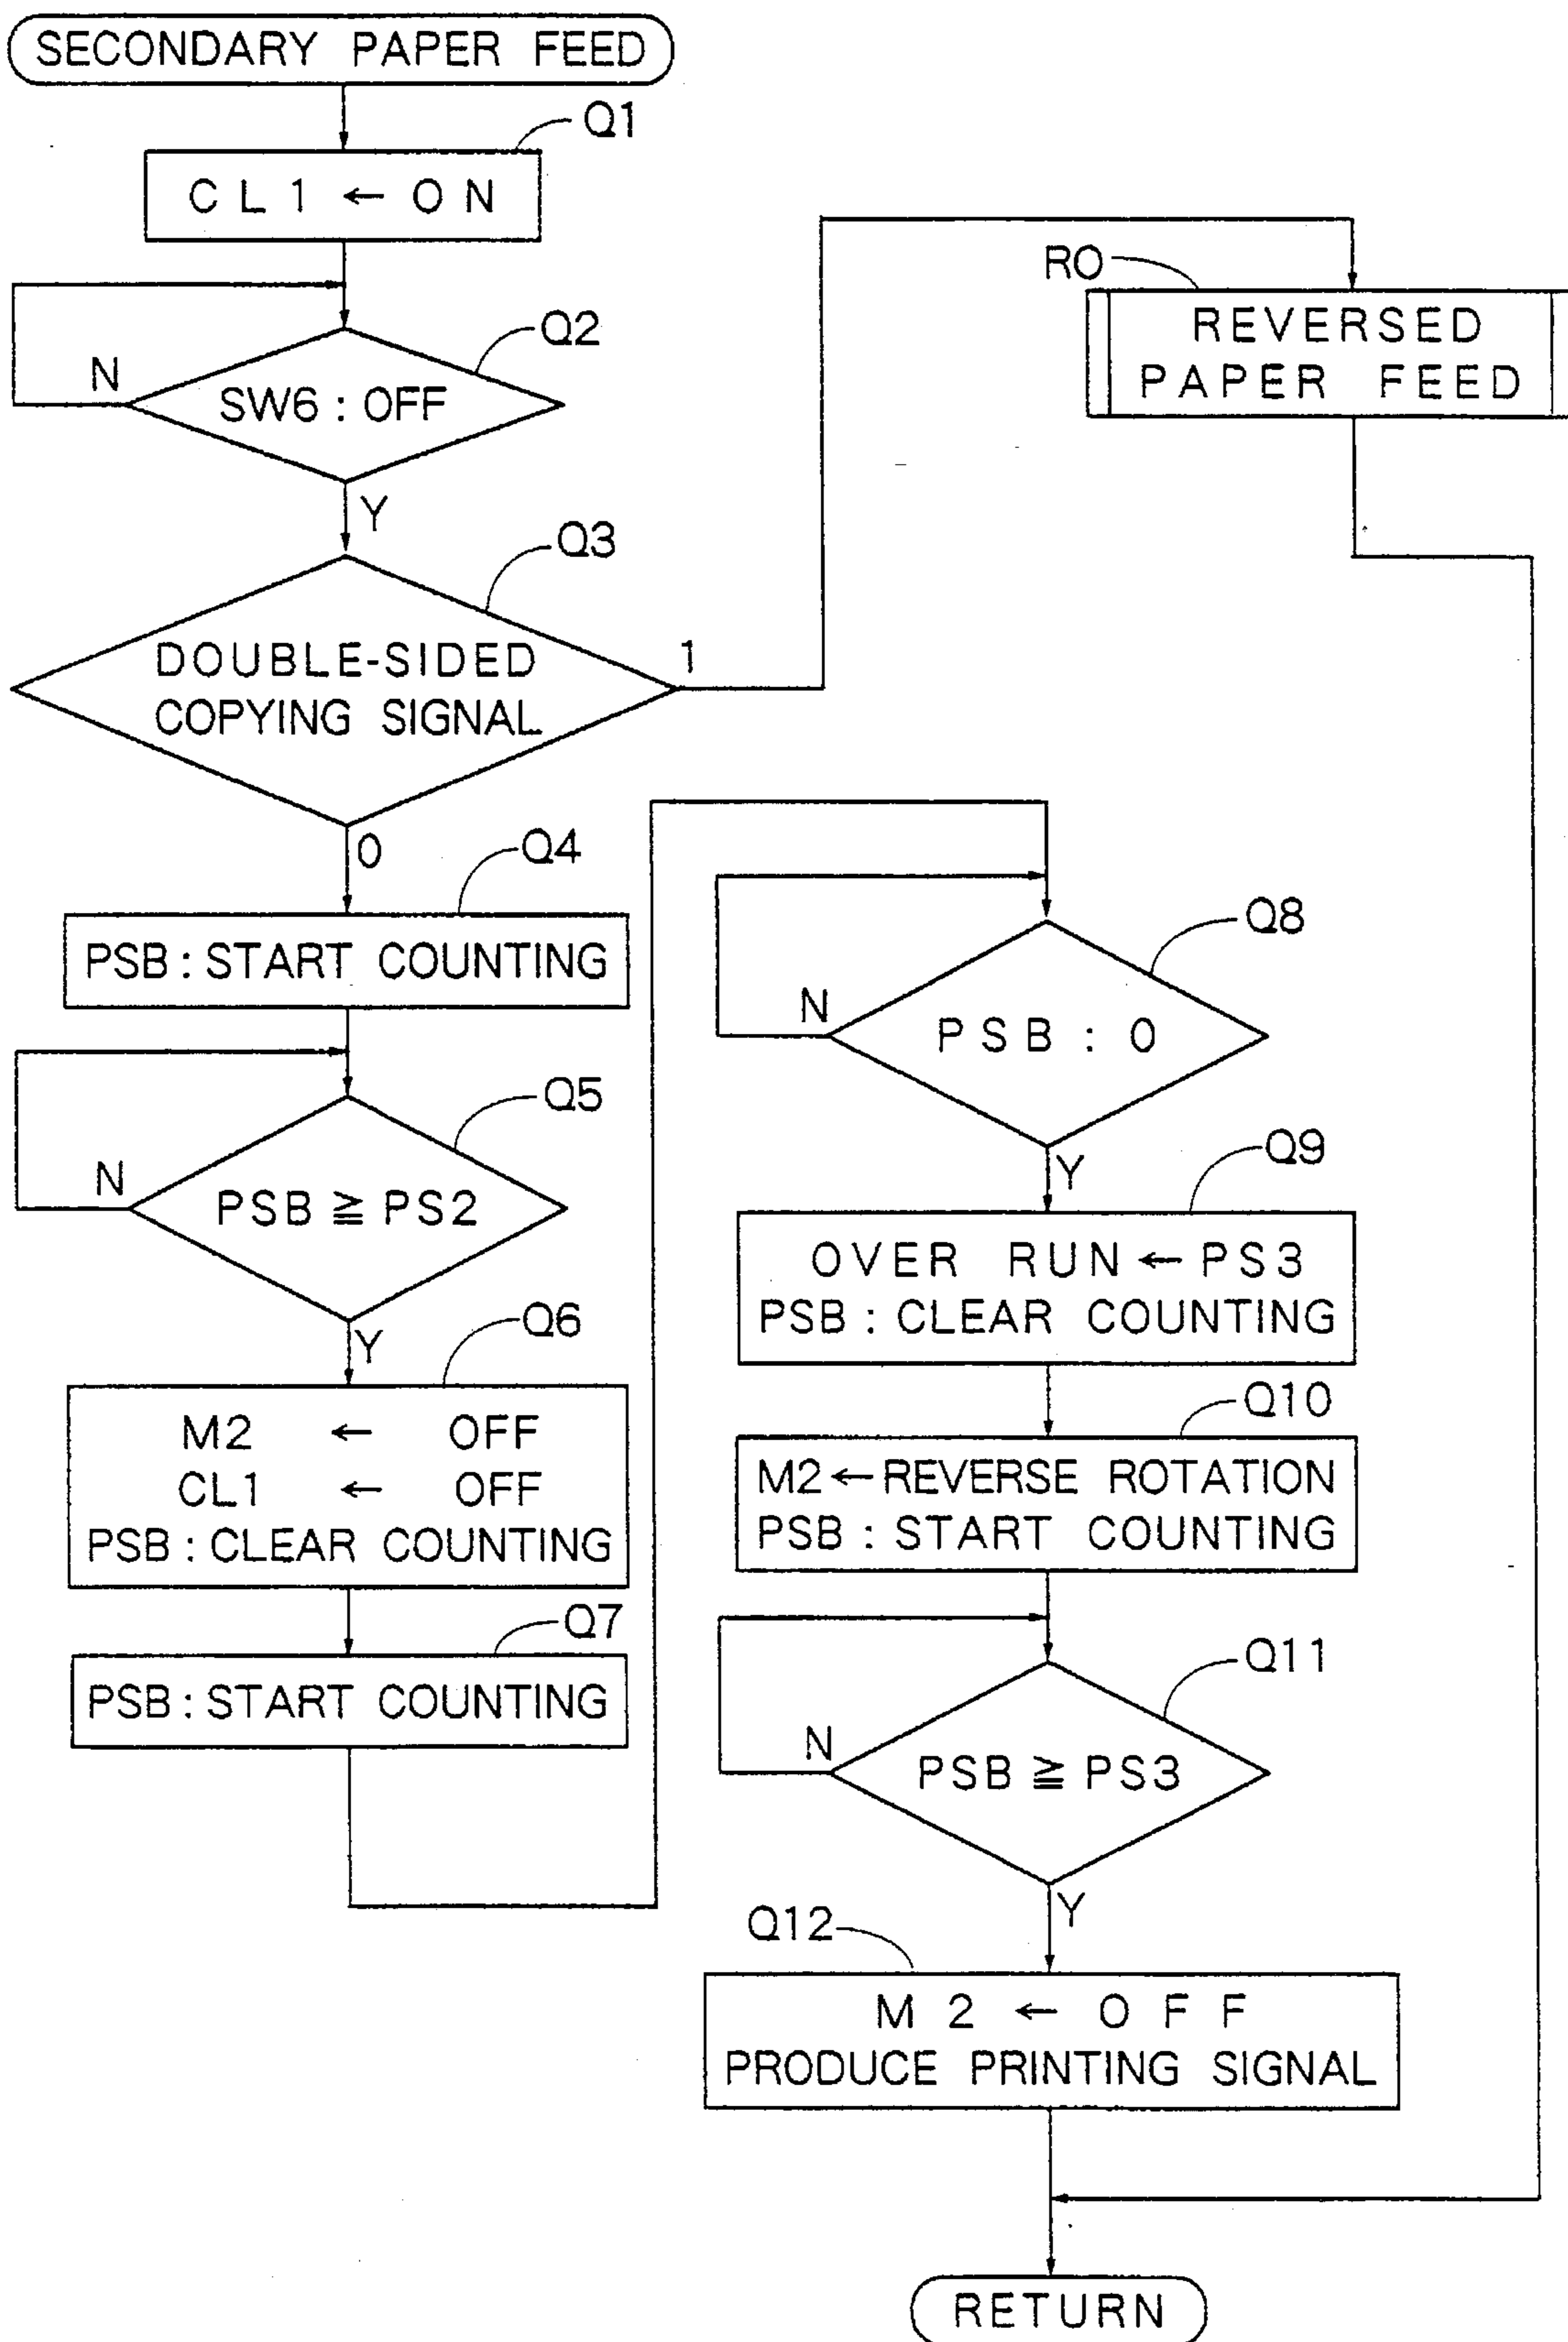 SECONDARY PAPER FEED
Q1
CL1 ← ON
Q2
N
SW6 : OFF
Y
Q3
DOUBLE-SIDED
COPYING SIGNAL
1
0
RO
REVERSED
PAPER FEED
Q4
PSB : START COUNTING
Q5
N
PSB ≧ PS2
Y
Q6
M2 ← OFF
CL1 ← OFF
PSB : CLEAR COUNTING
Q7
PSB : START COUNTING
Q8
N
PSB : 0
Y
Q9
OVER RUN ← PS3
PSB : CLEAR COUNTING
Q10
M2 ← REVERSE ROTATION
PSB : START COUNTING
Q11
N
PSB ≧ PS3
Y
Q12
M2 ← OFF
PRODUCE PRINTING SIGNAL
RETURN